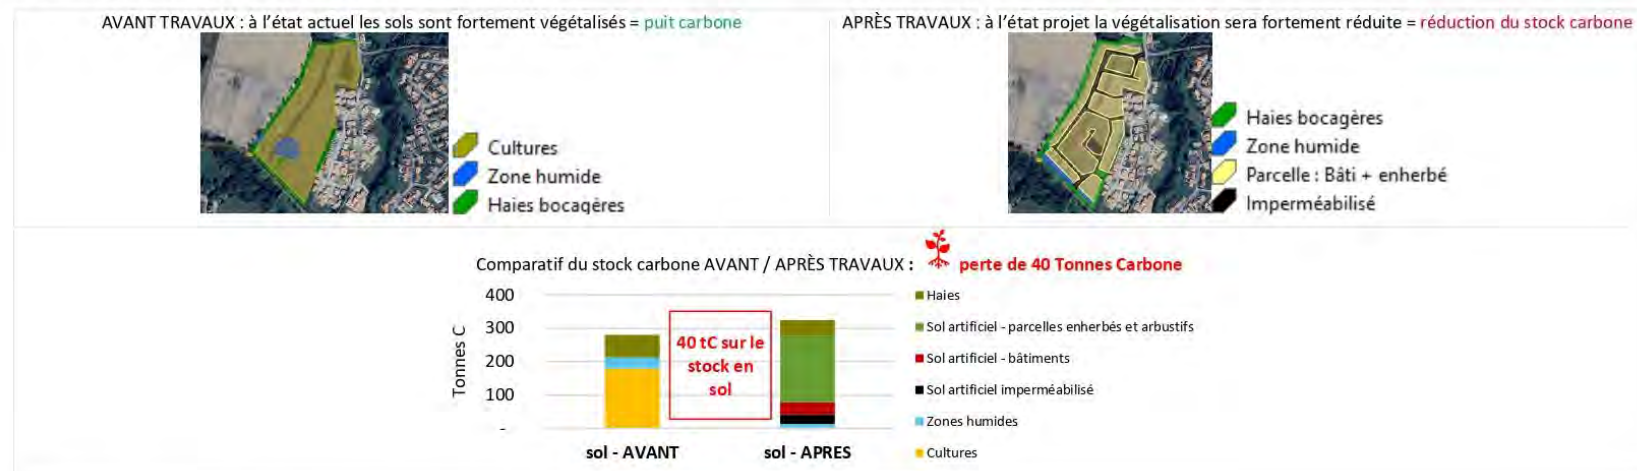 AVANT TRAVAUX : à l'état actuel les sols sont fortement végétalisés = puit carbone
Cultures
Zone humide
Haies bocagères
APRÈS TRAVAUX : à l'état projet la végétalisation sera fortement réduite = réduction du stock carbone
Haies bocagères
Zone humide
Parcelle : Bâti + enherbé
Imperméabilisé
Comparatif du stock carbone AVANT / APRÈS TRAVAUX : perte de 40 Tonnes Carbone
Tonnes C
400
300
200
100
-
40 tC sur le
stock en
sol
sol - AVANT
sol - APRES
Haies
Sol artificiel - parcelles enherbés et arbustifs
Sol artificiel - bâtiments
Sol artificiel imperméabilisé
Zones humides
Cultures